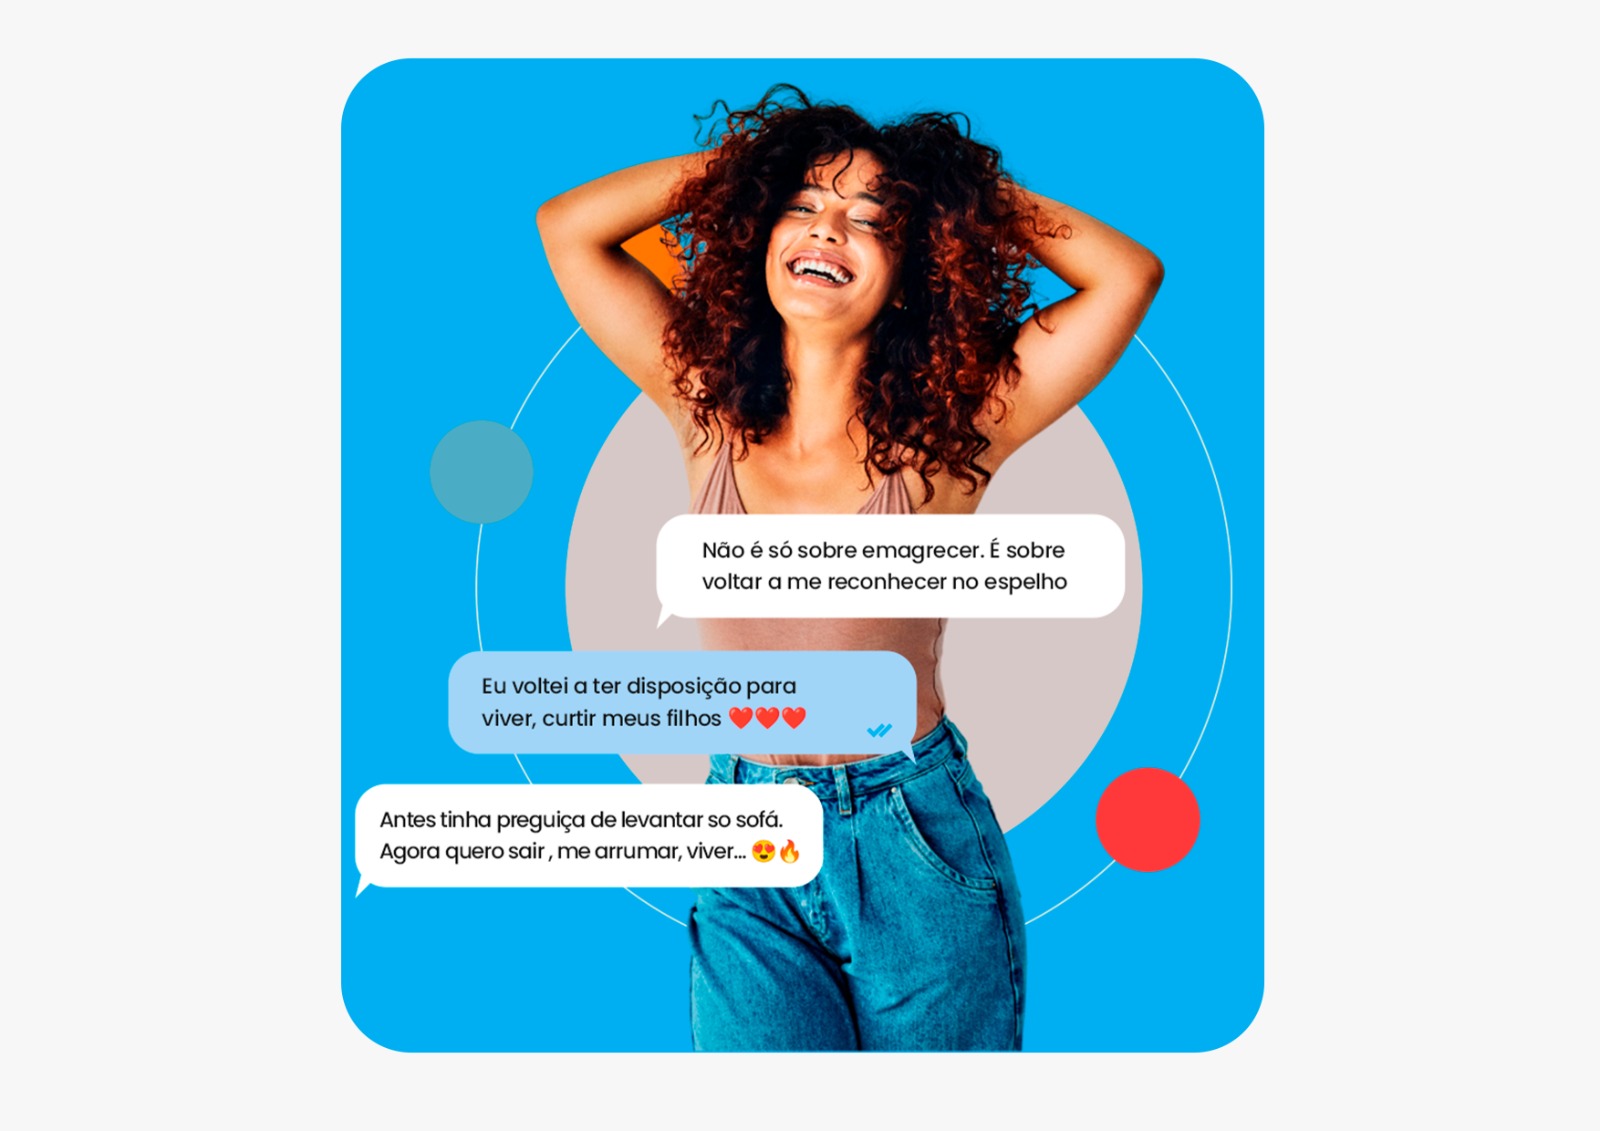 Não é só sobre emagrecer. É sobre
voltar a me reconhecer no espelho
Eu voltei a ter disposição para
viver, curtir meus filhos ❤️❤️❤️
Antes tinha preguiça de levantar so sofá.
Agora quero sair , me arrumar, viver... 😍🔥